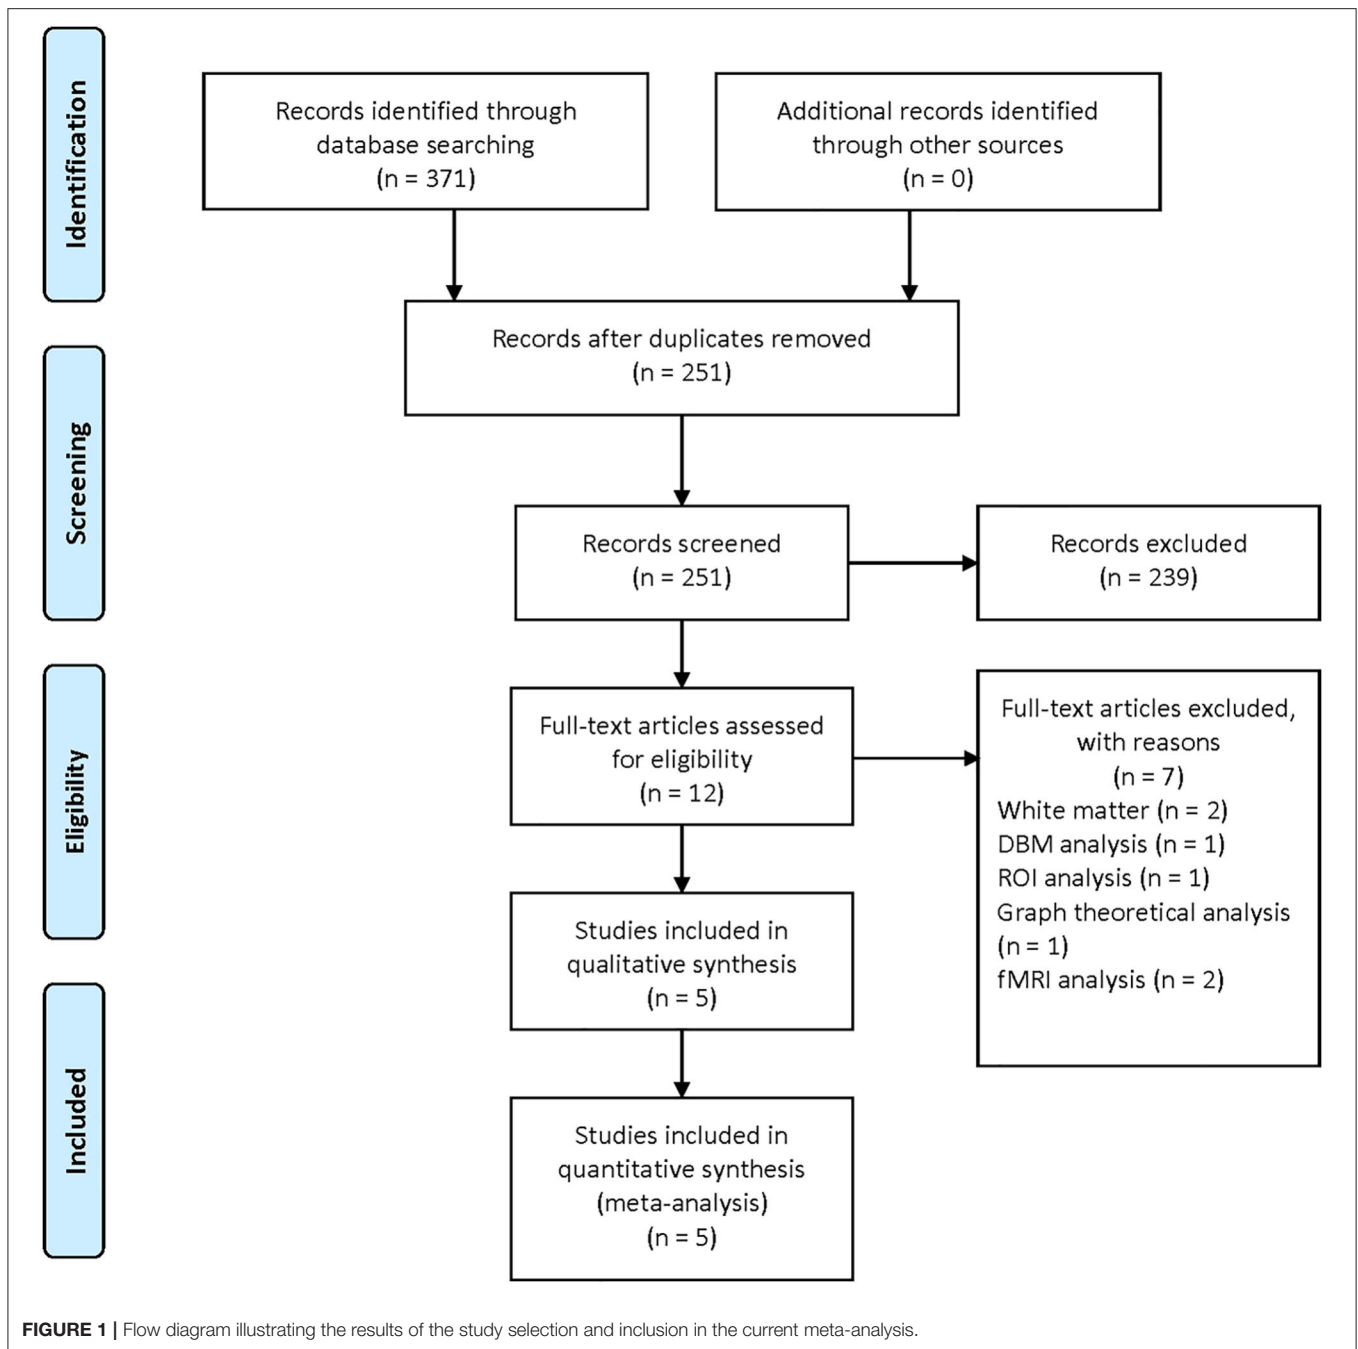 Identification
Records identified through
database searching
(n = 371)
Additional records identified
through other sources
(n = 0)
Records after duplicates removed
(n = 251)
Screening
Records screened
(n = 251)
Records excluded
(n = 239)
Eligibility
Full-text articles assessed
for eligibility
(n = 12)
Full-text articles excluded,
with reasons
(n = 7)
White matter (n = 2)
DBM analysis (n = 1)
ROI analysis (n = 1)
Graph theoretical analysis
(n = 1)
fMRI analysis (n = 2)
Studies included in
qualitative synthesis
(n = 5)
Included
Studies included in
quantitative synthesis
(meta-analysis)
(n = 5)
FIGURE 1 | Flow diagram illustrating the results of the study selection and inclusion in the current meta-analysis.